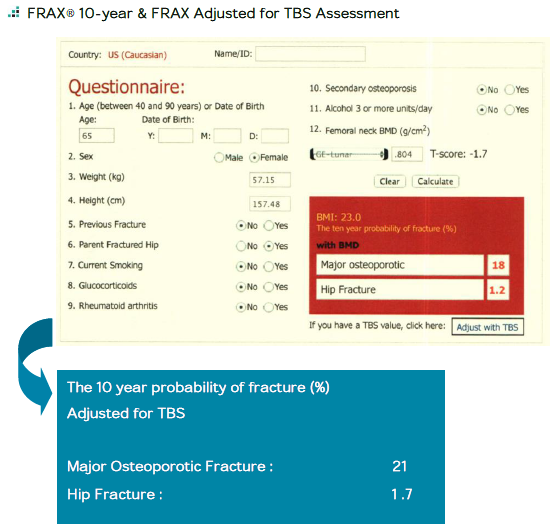 FRAX® 10-year & FRAX Adjusted for TBS Assessment
Country: US (Caucasian) Name/ID:
Questionnaire:
1. Age (between 40 and 90 years) or Date of Birth
Age: Date of Birth:
65 Y: M: D:
2. Sex Male Female
3. Weight (kg) 57.15
4. Height (cm) 157.48
5. Previous Fracture No Yes
6. Parent Fractured Hip No Yes
7. Current Smoking No Yes
8. Glucocorticoids No Yes
9. Rheumatoid arthritis No Yes
10. Secondary osteoporosis No Yes
11. Alcohol 3 or more units/day No Yes
12. Femoral neck BMD (g/cm²)
GE-Lunar .804 T-score: -1.7
Clear Calculate
BMI: 23.0
The ten year probability of fracture (%)
with BMD
Major osteoporotic 18
Hip Fracture 1.2
If you have a TBS value, click here: Adjust with TBS
The 10 year probability of fracture (%)
Adjusted for TBS
Major Osteoporotic Fracture : 21
Hip Fracture : 1.7